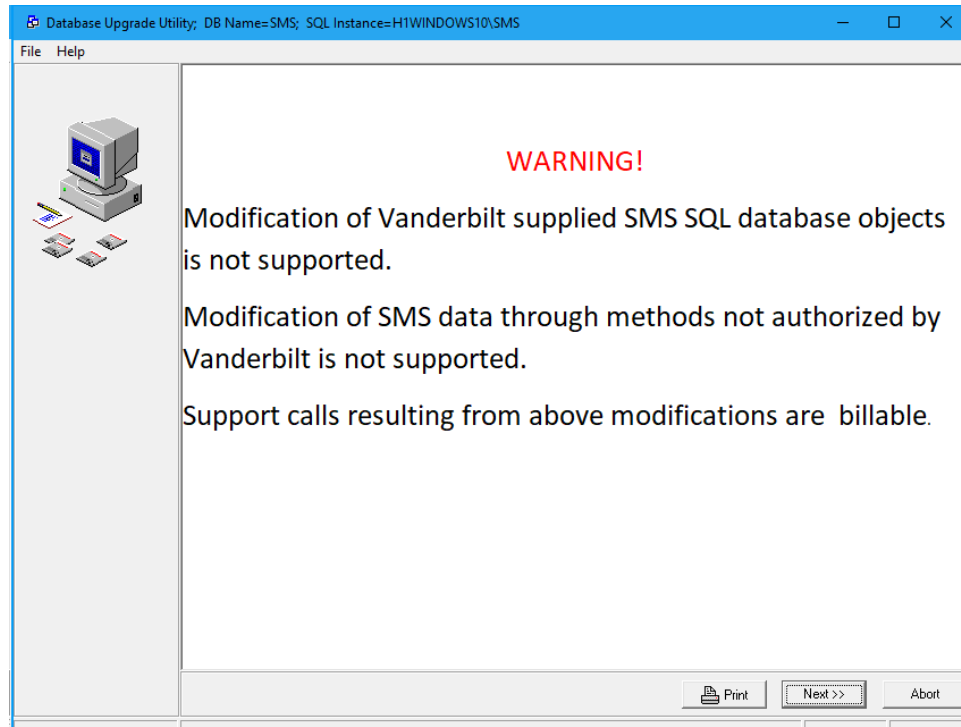 Database Upgrade Utility; DB Name=SMS; SQL Instance=H1WINDOWS10\SMS
File Help
WARNING!
Modification of Vanderbilt supplied SMS SQL database objects
is not supported.
Modification of SMS data through methods not authorized by
Vanderbilt is not supported.
Support calls resulting from above modifications are  billable.
Print Next >> Abort